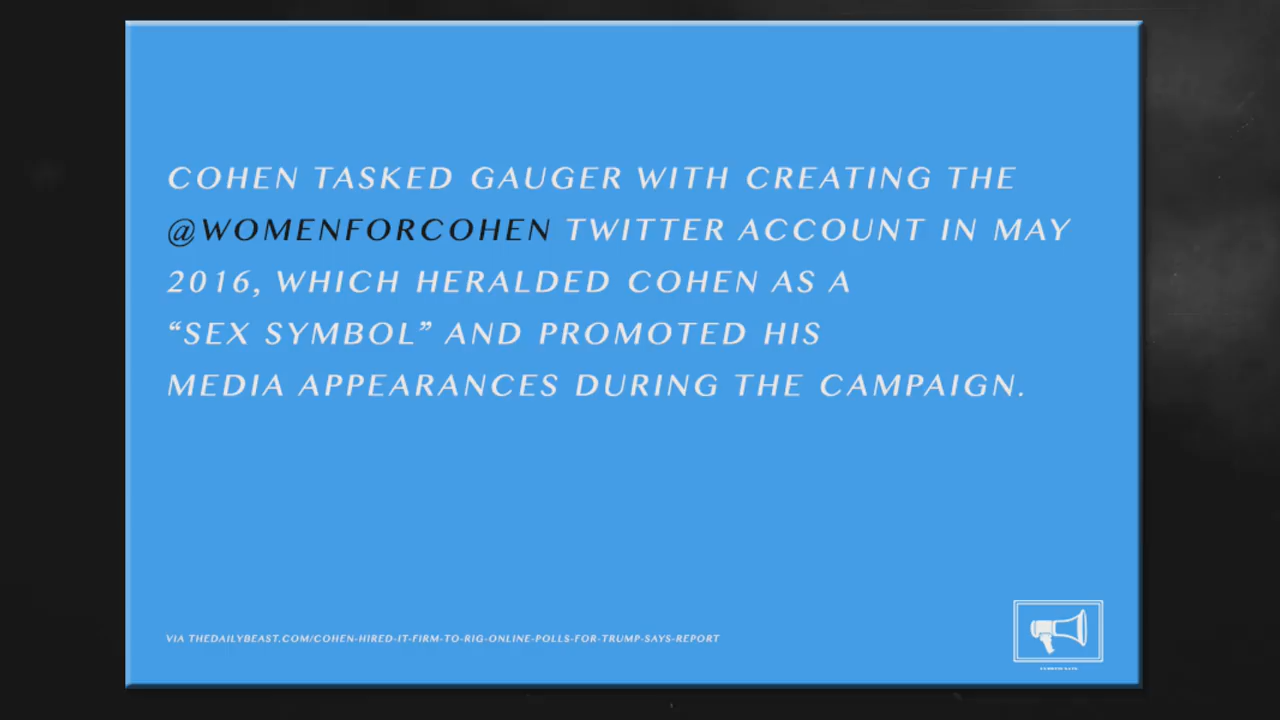 COHEN TASKED GAUGER WITH CREATING THE
@WOMENFORCOHEN TWITTER ACCOUNT IN MAY
2016, WHICH HERALDED COHEN AS A
“SEX SYMBOL” AND PROMOTED HIS
MEDIA APPEARANCES DURING THE CAMPAIGN.
VIA THEDAILYBEAST.COM/COHEN-HIRED-IT-FIRM-TO-RIG-ONLINE-POLLS-FOR-TRUMP-SAYS-REPORT